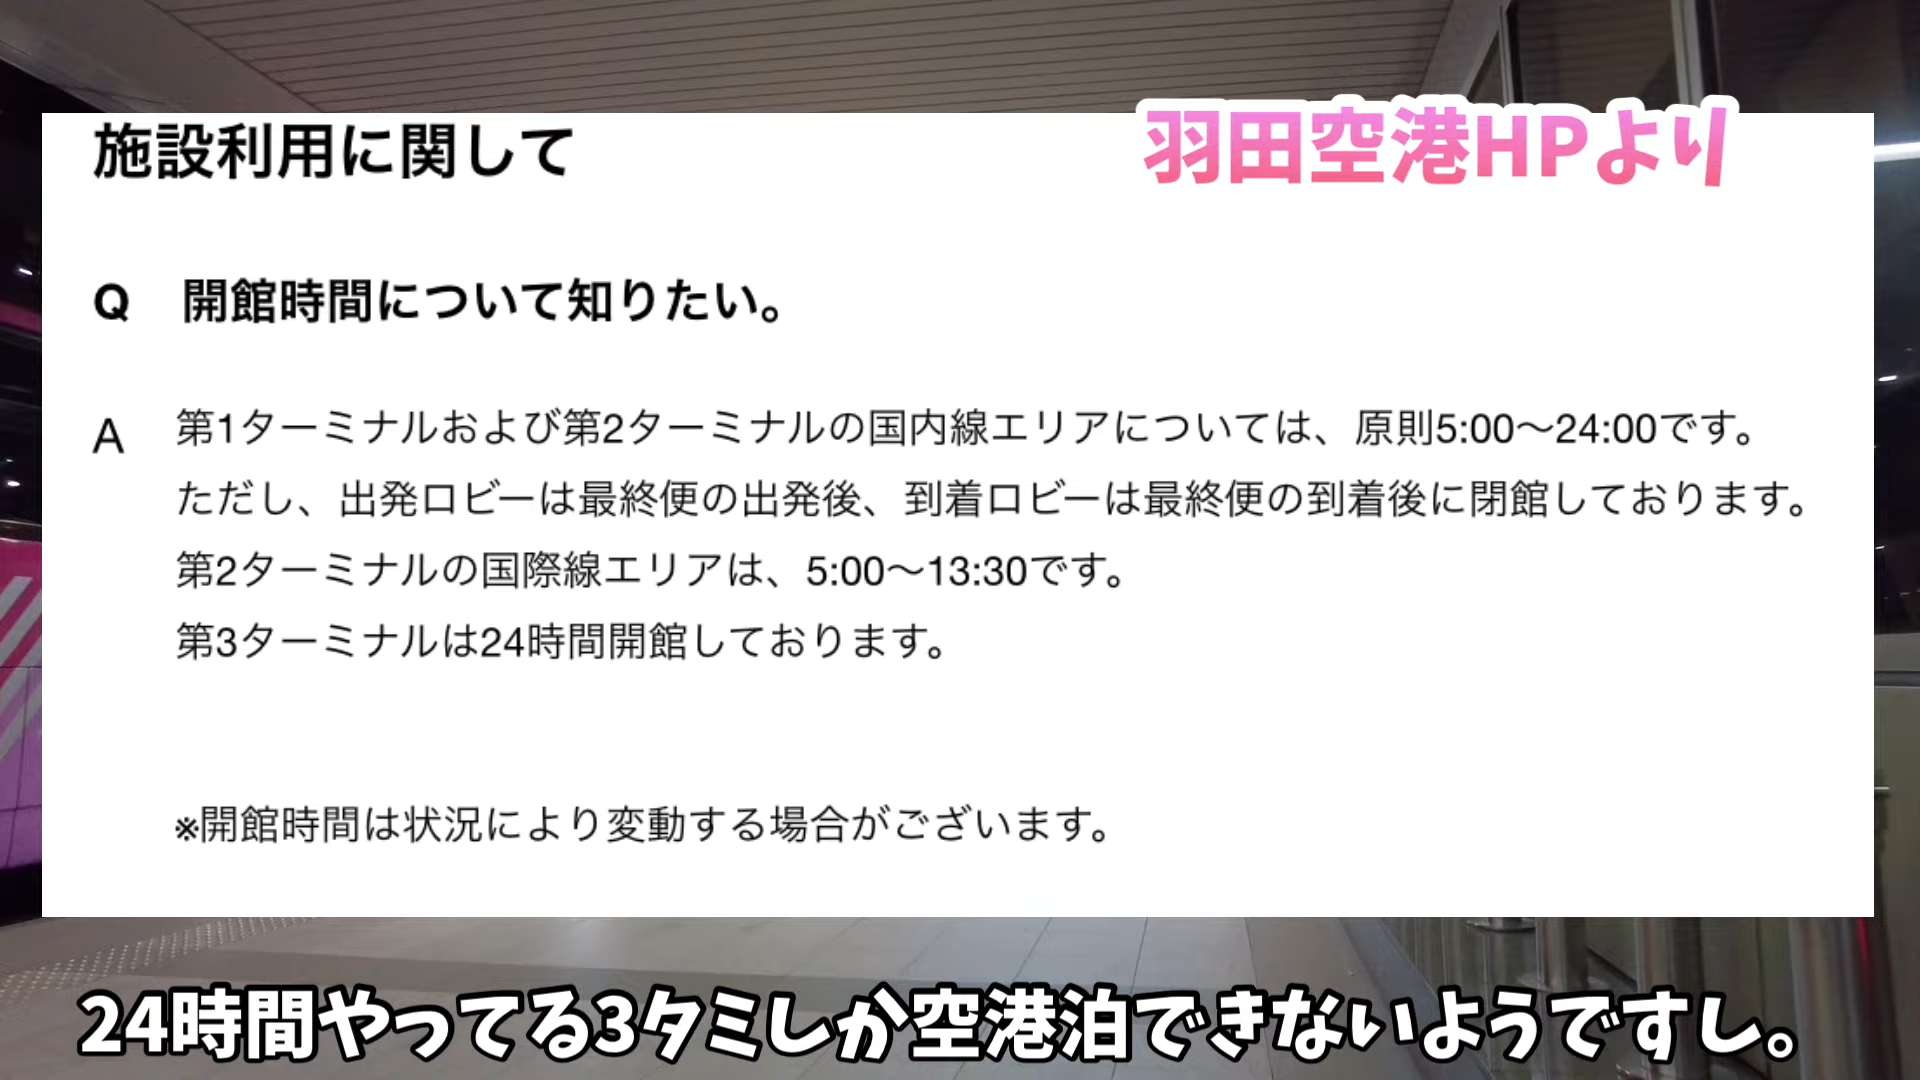 施設利用に関して
羽田空港HPより
Q 開館時間について知りたい。
A 第1ターミナルおよび第2ターミナルの国内線エリアについては、原則5:00〜24:00です。
ただし、出発ロビーは最終便の出発後、到着ロビーは最終便の到着後に閉館しております。
第2ターミナルの国際線エリアは、5:00〜13:30です。
第3ターミナルは24時間開館しております。
※開館時間は状況により変動する場合がございます。
24時間やってる3タミしか空港泊できないようですし。